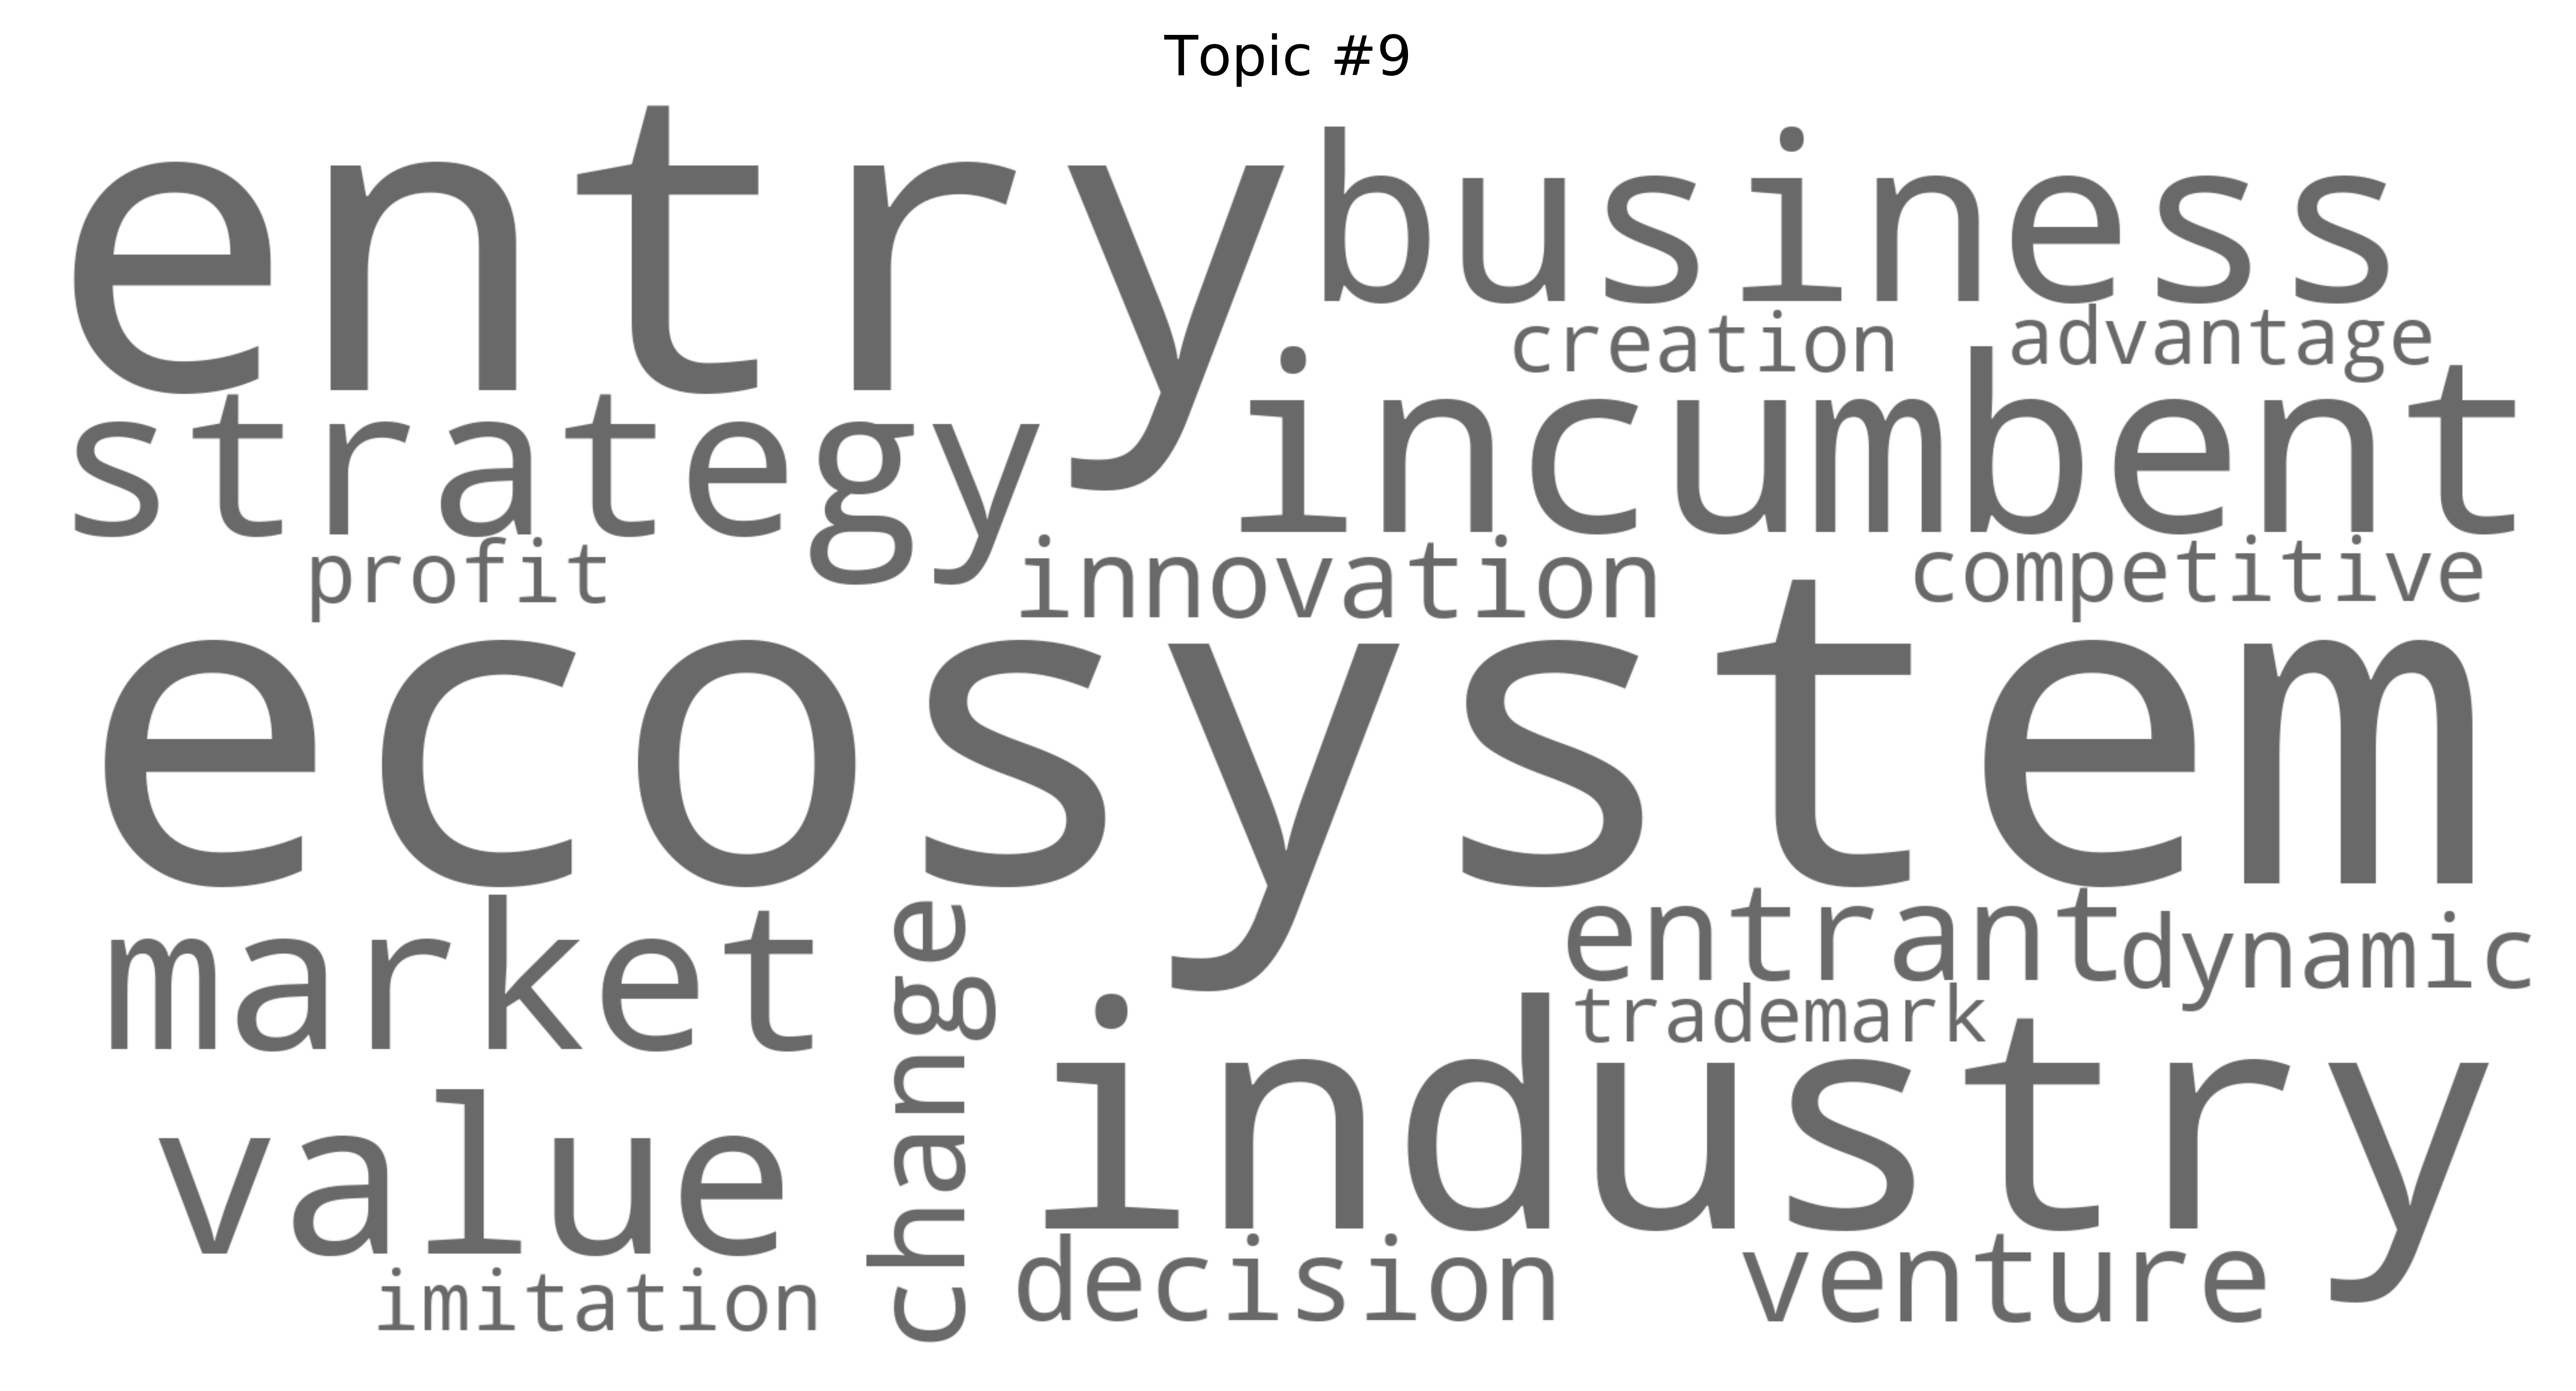 Topic #9
entry
business
creation
advantage
strategy
incumbent
profit
innovation
competitive
ecosystem
market
change
entrant
dynamic
trademark
industry
value
imitation
decision
venture